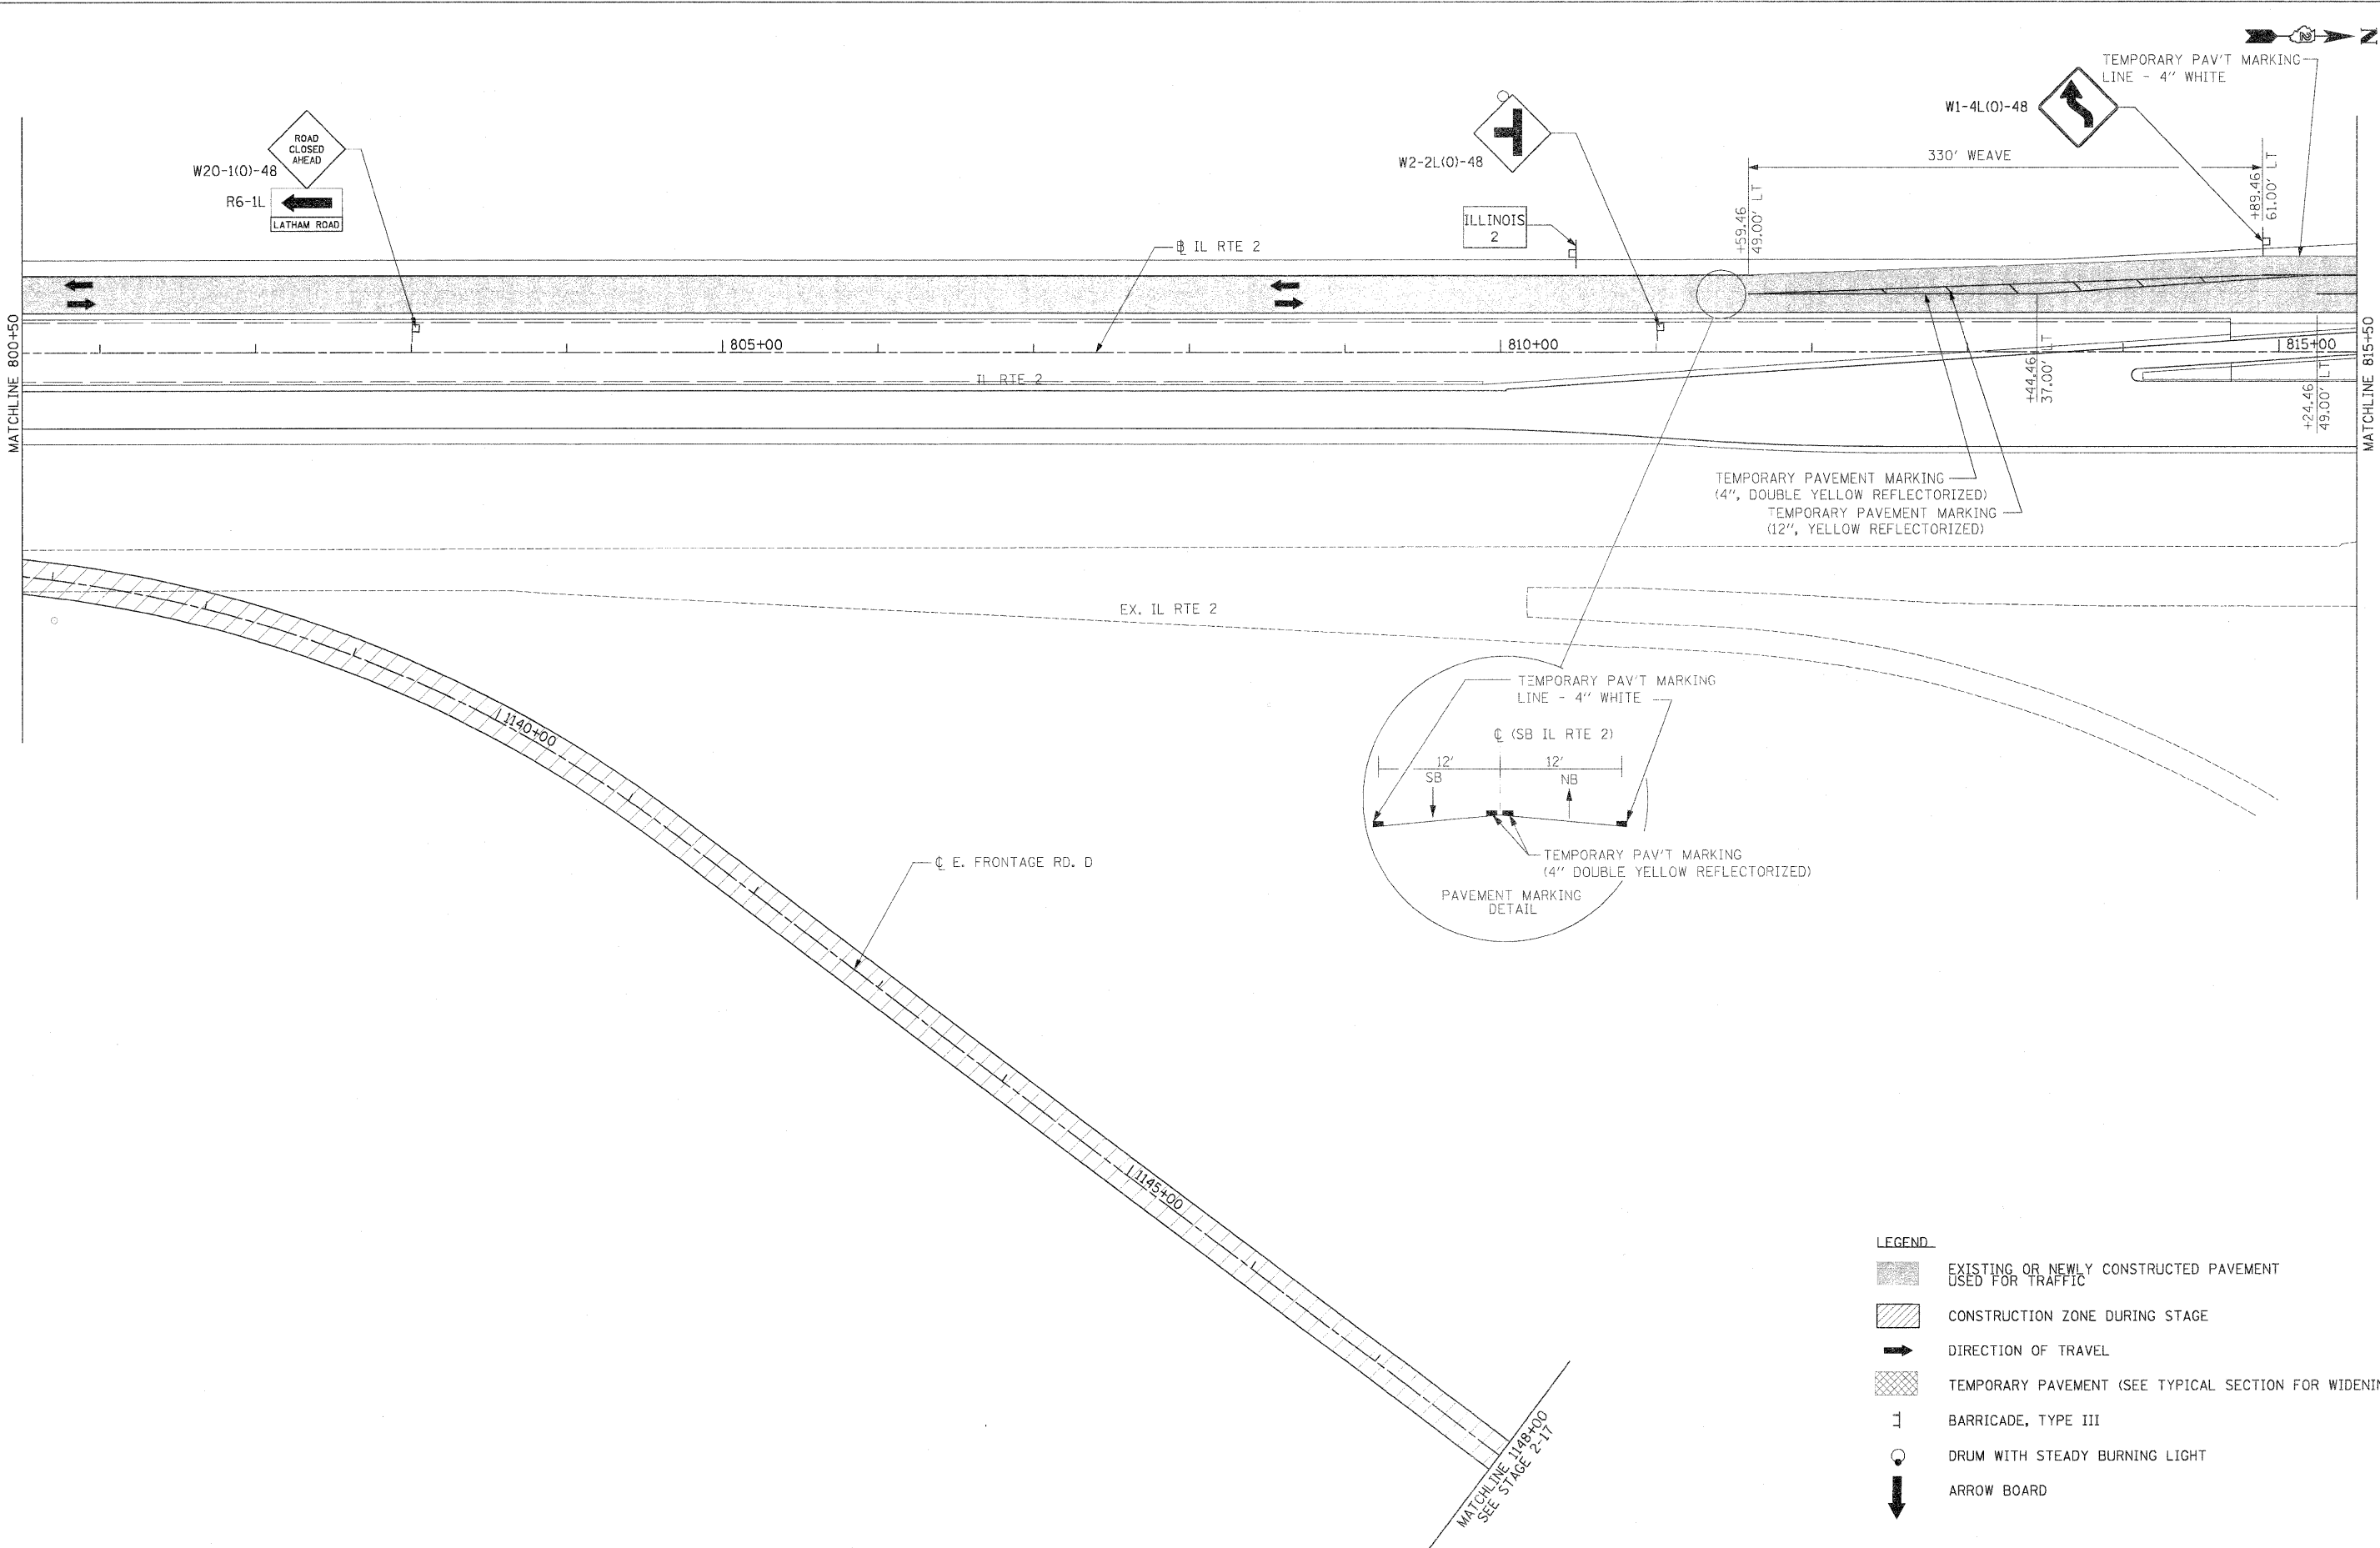 N
TEMPORARY PAV'T MARKING
LINE - 4" WHITE
W1-4L(O)-48
ROAD
CLOSED
AHEAD
W20-1(O)-48
R6-1L
LATHAM ROAD
W2-2L(O)-48
ILLINOIS
2
330' WEAVE
+59.46
49.00' LT
+89.46
61.00' LT
IL RTE 2
MATCHLINE 800+50
805+00
810+00
815+00
MATCHLINE 815+50
IL RTE 2
+44.46
37.00' LT
+24.46
49.00' LT
TEMPORARY PAVEMENT MARKING
(4", DOUBLE YELLOW REFLECTORIZED)
TEMPORARY PAVEMENT MARKING
(12", YELLOW REFLECTORIZED)
EX. IL RTE 2
1140+00
℄ E. FRONTAGE RD. D
1145+00
MATCHLINE 1148+00
SEE STAGE 2-17
TEMPORARY PAV'T MARKING
LINE - 4" WHITE
℄ (SB IL RTE 2)
12' 12'
SB NB
TEMPORARY PAV'T MARKING
(4" DOUBLE YELLOW REFLECTORIZED)
PAVEMENT MARKING
DETAIL
LEGEND
EXISTING OR NEWLY CONSTRUCTED PAVEMENT
USED FOR TRAFFIC
CONSTRUCTION ZONE DURING STAGE
DIRECTION OF TRAVEL
TEMPORARY PAVEMENT (SEE TYPICAL SECTION FOR WIDENIN
BARRICADE, TYPE III
DRUM WITH STEADY BURNING LIGHT
ARROW BOARD